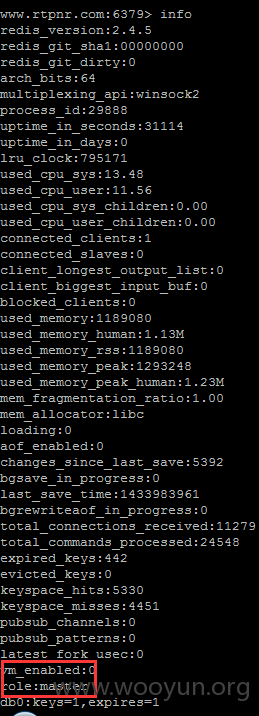 www.rtpnr.com:6379> info
redis_version:2.4.5
redis_git_sha1:00000000
redis_git_dirty:0
arch_bits:64
multiplexing_api:winsock2
process_id:29888
uptime_in_seconds:31114
uptime_in_days:0
lru_clock:795171
used_cpu_sys:13.48
used_cpu_user:11.56
used_cpu_sys_children:0.00
used_cpu_user_children:0.00
connected_clients:1
connected_slaves:0
client_longest_output_list:0
client_biggest_input_buf:0
blocked_clients:0
used_memory:1189080
used_memory_human:1.13M
used_memory_rss:1189080
used_memory_peak:1293248
used_memory_peak_human:1.23M
mem_fragmentation_ratio:1.00
mem_allocator:libc
loading:0
aof_enabled:0
changes_since_last_save:5392
bgsave_in_progress:0
last_save_time:1433983961
bgrewriteaof_in_progress:0
total_connections_received:11279
total_commands_processed:24548
expired_keys:442
evicted_keys:0
keyspace_hits:5330
keyspace_misses:4451
pubsub_channels:0
pubsub_patterns:0
latest_fork_usec:0
vm_enabled:0
role:master
www.wooyun.org
db0:keys=1,expires=1